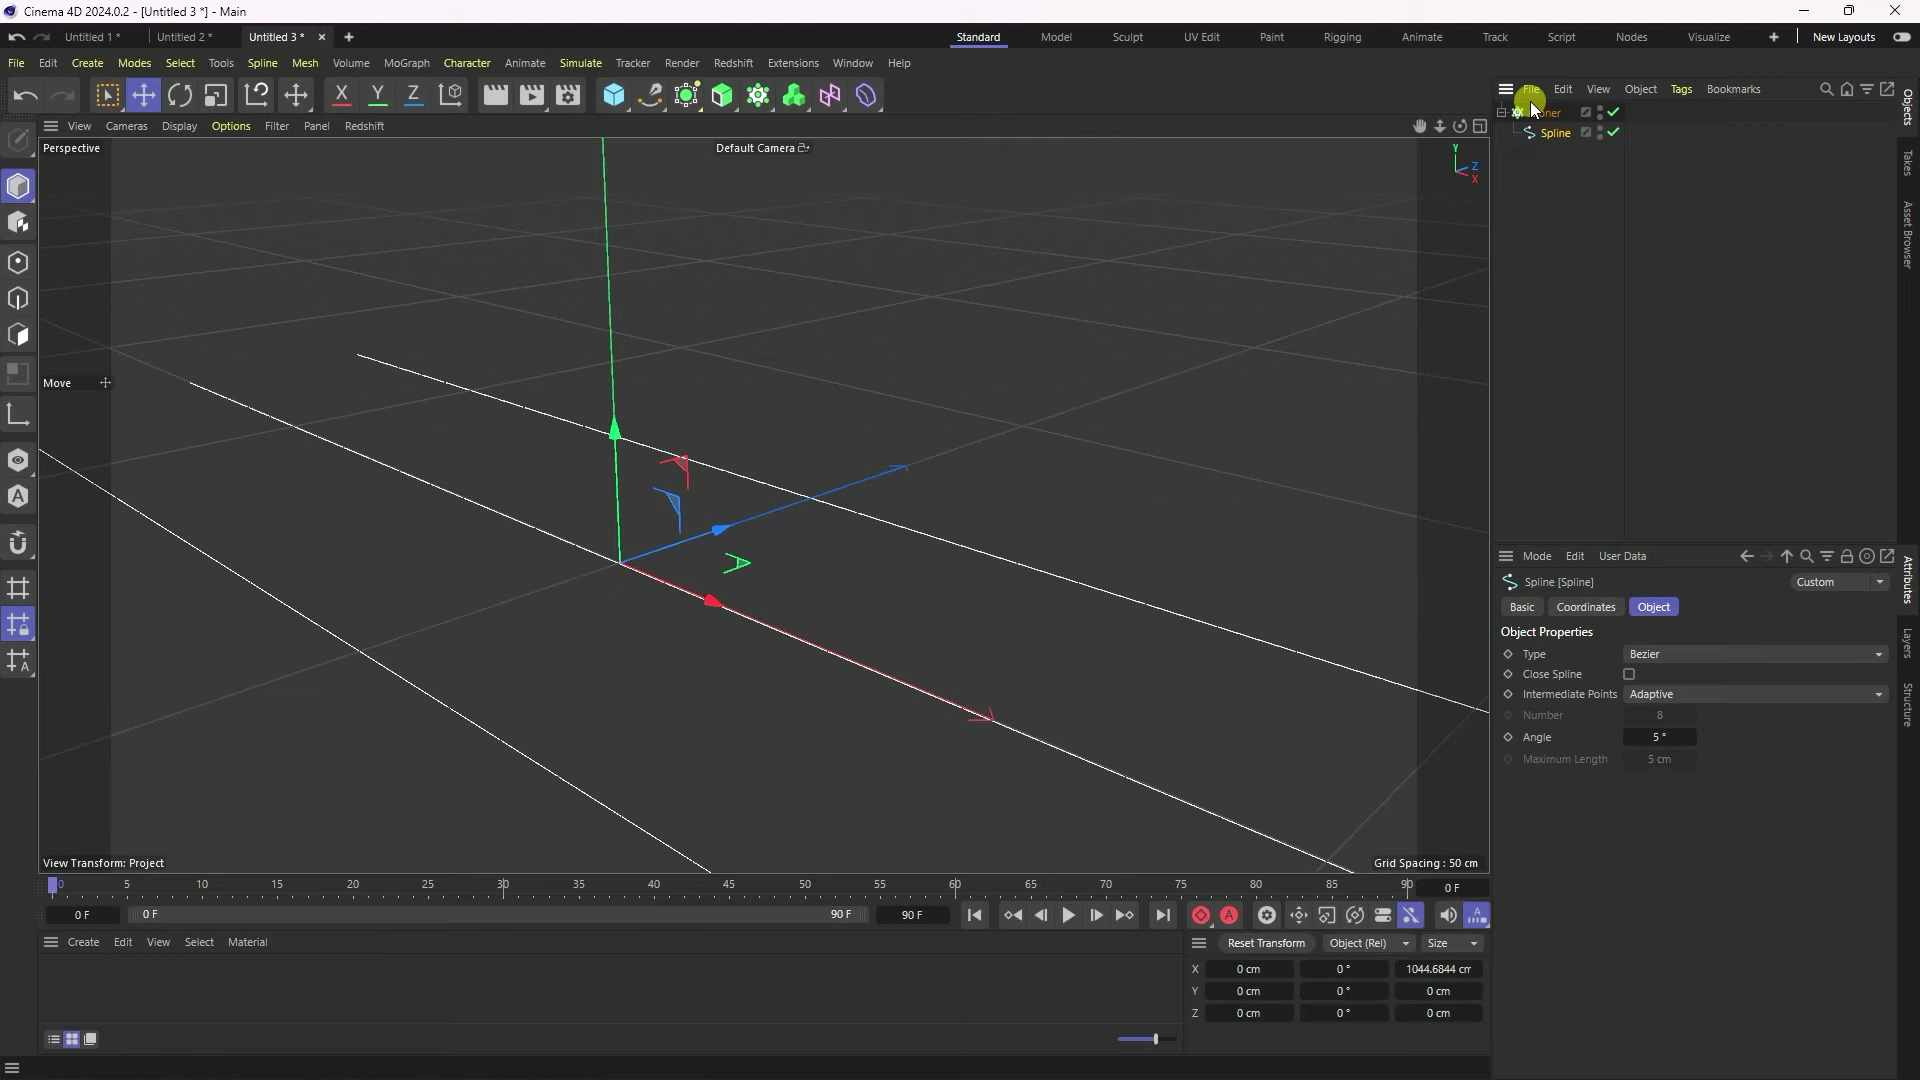 Cinema 4D 2024.0.2 - [Untitled 3 *] - Main
Untitled 1 * Untitled 2 * Untitled 3 * Standard Model Sculpt UV Edit Paint Rigging Animate Track Script Nodes Visualize New Layouts
File Edit Create Modes Select Tools Spline Mesh Volume MoGraph Character Animate Simulate Tracker Render Redshift Extensions Window Help
X Y Z
File Edit View Object Tags Bookmarks
View Cameras Display Options Filter Panel Redshift
Perspective
Default Camera
Y
Z
X
Spline
Objects
Takes
Asset Browser
Move
View Transform: Project
Grid Spacing : 50 cm
Mode Edit User Data
Spline [Spline]
Custom
Basic Coordinates Object
Object Properties
Type Bezier
Close Spline
Intermediate Points Adaptive
Number 8
Angle 5 °
Maximum Length 5 cm
Attributes
Layers
Structure
0 5 10 15 20 25 30 35 40 45 50 55 60 65 70 75 80 85 90 0 F
0 F 0 F 90 F 90 F
Create Edit View Select Material
Reset Transform Object (Rel) Size
X 0 cm 0 ° 1044.6844 cm
Y 0 cm 0 ° 0 cm
Z 0 cm 0 ° 0 cm